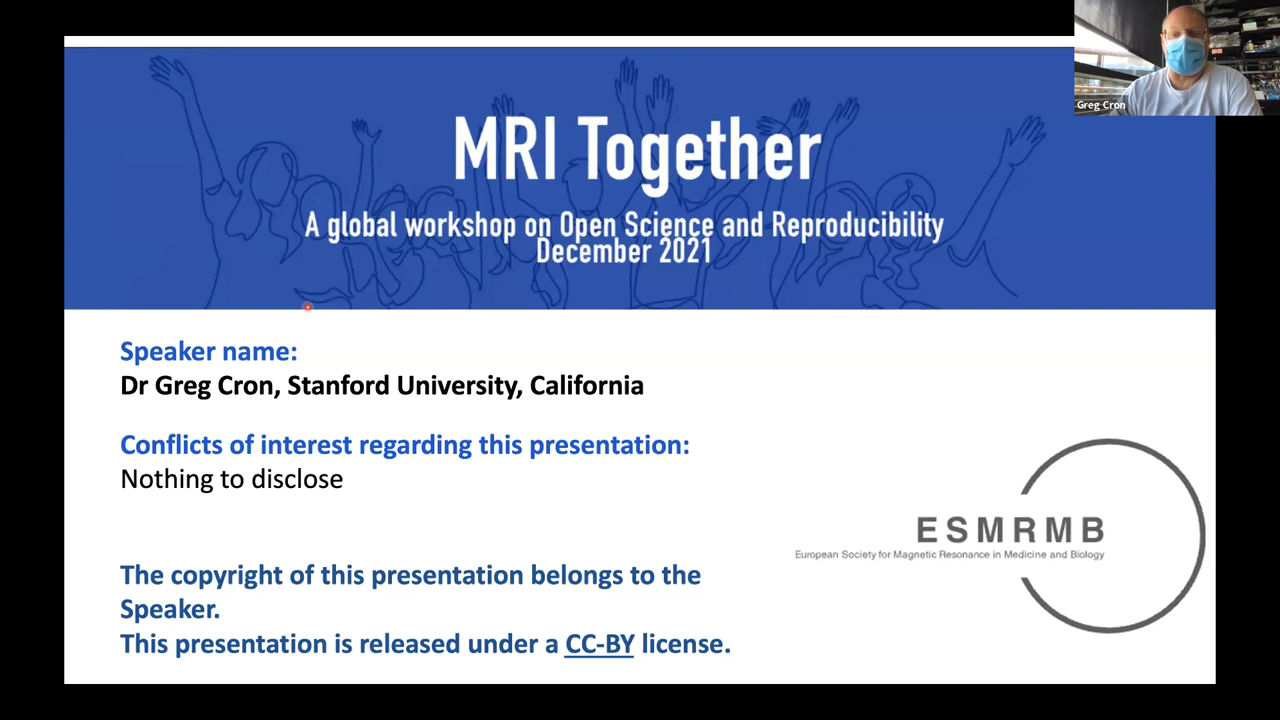 MRI Together
A global workshop on Open Science and Reproducibility
December 2021
Greg Cron
Speaker name:
Dr Greg Cron, Stanford University, California
Conflicts of interest regarding this presentation:
Nothing to disclose
ESMRMB
European Society for Magnetic Resonance in Medicine and Biology
The copyright of this presentation belongs to the
Speaker.
This presentation is released under a CC-BY license.